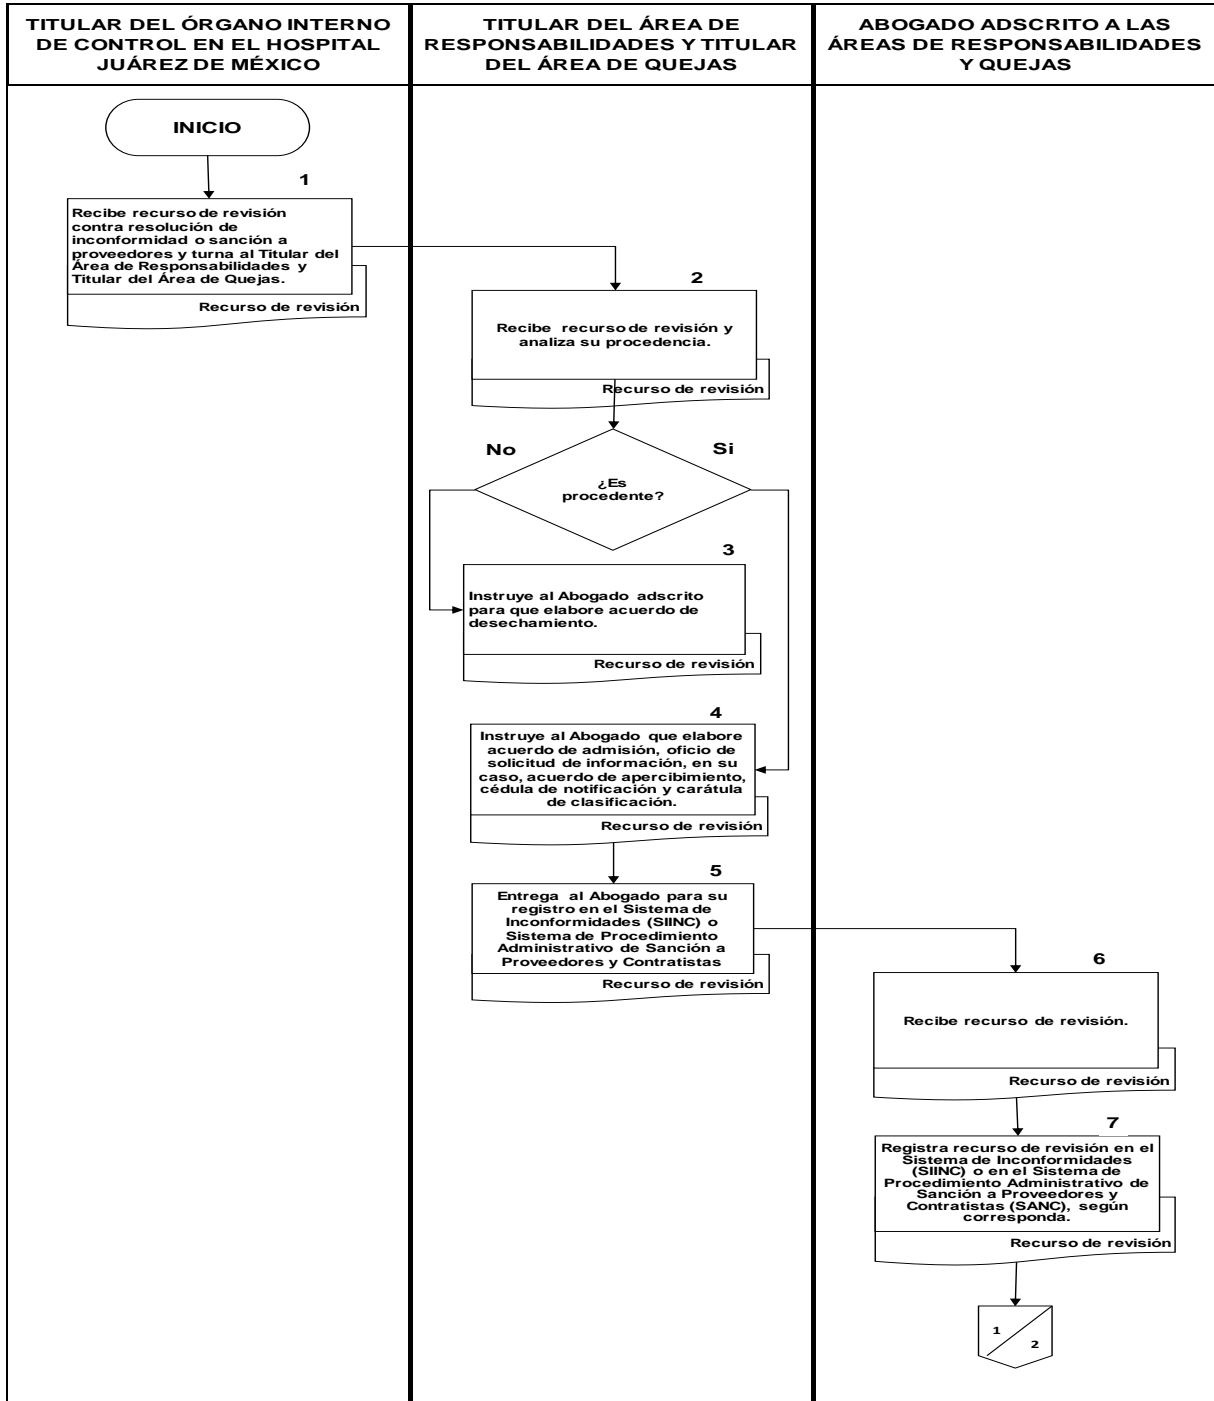 TITULAR DEL ÓRGANO INTERNO
DE CONTROL EN EL HOSPITAL
JUÁREZ DE MÉXICO
TITULAR DEL ÁREA DE
RESPONSABILIDADES Y TITULAR
DEL ÁREA DE QUEJAS
ABOGADO ADSCRITO A LAS
ÁREAS DE RESPONSABILIDADES
Y QUEJAS
INICIO
1
Recibe recurso de revisión
contra resolución de
inconformidad o sanción a
proveedores y turna al Titular del
Área de Responsabilidades y
Titular del Área de Quejas.
Recurso de revisión
2
Recibe recurso de revisión y
analiza su procedencia.
Recurso de revisión
No
Si
¿Es
procedente?
3
Instruye al Abogado adscrito
para que elabore acuerdo de
desechamiento.
Recurso de revisión
4
Instruye al Abogado que elabore
acuerdo de admisión, oficio de
solicitud de información, en su
caso, acuerdo de apercibimiento,
cédula de notificación y carátula
de clasificación.
Recurso de revisión
5
Entrega al Abogado para su
registro en el Sistema de
Inconformidades (SIINC) o
Sistema de Procedimiento
Administrativo de Sanción a
Proveedores y Contratistas
Recurso de revisión
6
Recibe recurso de revisión.
Recurso de revisión
7
Registra recurso de revisión en el
Sistema de Inconformidades
(SIINC) o en el Sistema de
Procedimiento Administrativo de
Sanción a Proveedores y
Contratistas (SANC), según
corresponda.
Recurso de revisión
1
2